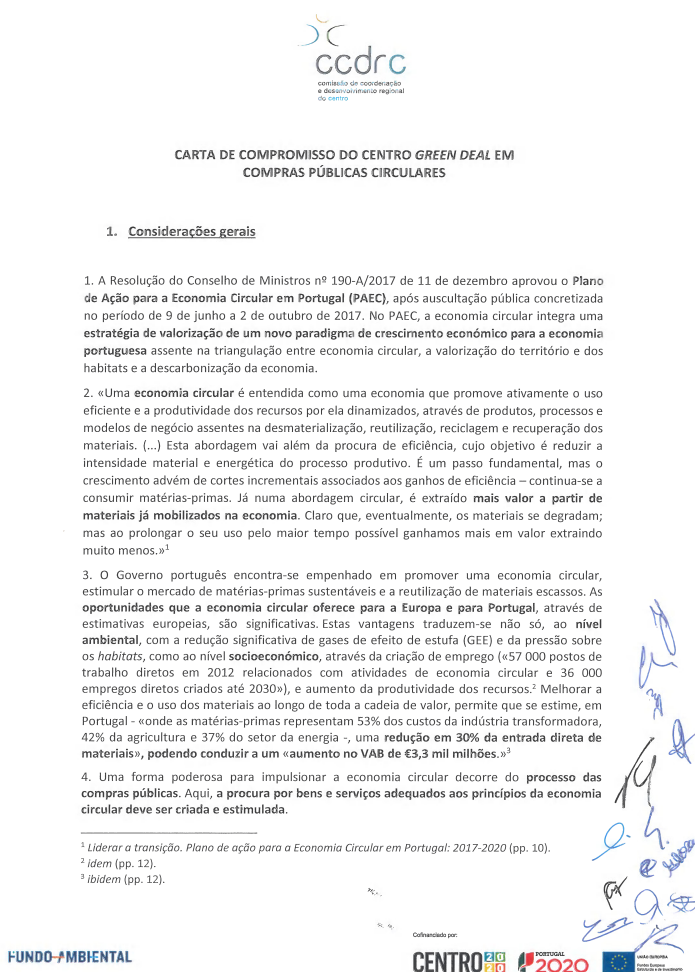 ccdrc
comissão de coordenação
e desenvolvimento regional
do centro
CARTA DE COMPROMISSO DO CENTRO GREEN DEAL EM
COMPRAS PÚBLICAS CIRCULARES
1. Considerações gerais
1. A Resolução do Conselho de Ministros nº 190-A/2017 de 11 de dezembro aprovou o Plano
de Ação para a Economia Circular em Portugal (PAEC), após auscultação pública concretizada
no período de 9 de junho a 2 de outubro de 2017. No PAEC, a economia circular integra uma
estratégia de valorização de um novo paradigma de crescimento económico para a economia
portuguesa assente na triangulação entre economia circular, a valorização do território e dos
habitats e a descarbonização da economia.
2. «Uma economia circular é entendida como uma economia que promove ativamente o uso
eficiente e a produtividade dos recursos por ela dinamizados, através de produtos, processos e
modelos de negócio assentes na desmaterialização, reutilização, reciclagem e recuperação dos
materiais. (...) Esta abordagem vai além da procura de eficiência, cujo objetivo é reduzir a
intensidade material e energética do processo produtivo. É um passo fundamental, mas o
crescimento advém de cortes incrementais associados aos ganhos de eficiência – continua-se a
consumir matérias-primas. Já numa abordagem circular, é extraído mais valor a partir de
materiais já mobilizados na economia. Claro que, eventualmente, os materiais se degradam;
mas ao prolongar o seu uso pelo maior tempo possível ganhamos mais em valor extraindo
muito menos.»1
3. O Governo português encontra-se empenhado em promover uma economia circular,
estimular o mercado de matérias-primas sustentáveis e a reutilização de materiais escassos. As
oportunidades que a economia circular oferece para a Europa e para Portugal, através de
estimativas europeias, são significativas. Estas vantagens traduzem-se não só, ao nível
ambiental, com a redução significativa de gases de efeito de estufa (GEE) e da pressão sobre
os habitats, como ao nível socioeconómico, através da criação de emprego («57 000 postos de
trabalho diretos em 2012 relacionados com atividades de economia circular e 36 000
empregos diretos criados até 2030»), e aumento da produtividade dos recursos.2 Melhorar a
eficiência e o uso dos materiais ao longo de toda a cadeia de valor, permite que se estime, em
Portugal - «onde as matérias-primas representam 53% dos custos da indústria transformadora,
42% da agricultura e 37% do setor da energia -, uma redução em 30% da entrada direta de
materiais», podendo conduzir a um «aumento no VAB de €3,3 mil milhões.»3
4. Uma forma poderosa para impulsionar a economia circular decorre do processo das
compras públicas. Aqui, a procura por bens e serviços adequados aos princípios da economia
circular deve ser criada e estimulada.
1 Liderar a transição. Plano de ação para a Economia Circular em Portugal: 2017-2020 (pp. 10).
2 idem (pp. 12).
3 ibidem (pp. 12).
Cofinanciado por:
FUNDO AMBIENTAL
CENTRO 2020
PORTUGAL 2020
UNIÃO EUROPEIA
Fundos Europeus
Estruturais e de Investimento